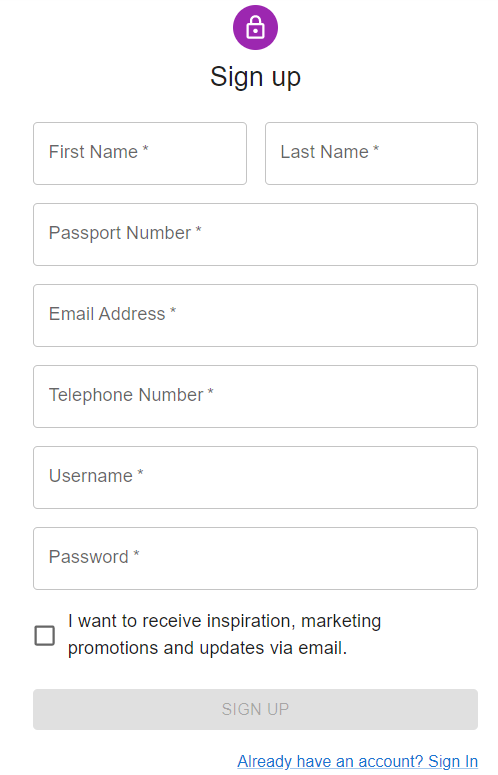 Sign up
First Name *
Last Name *
Passport Number *
Email Address *
Telephone Number *
Username *
Password *
I want to receive inspiration, marketing
promotions and updates via email.
SIGN UP
Already have an account? Sign In